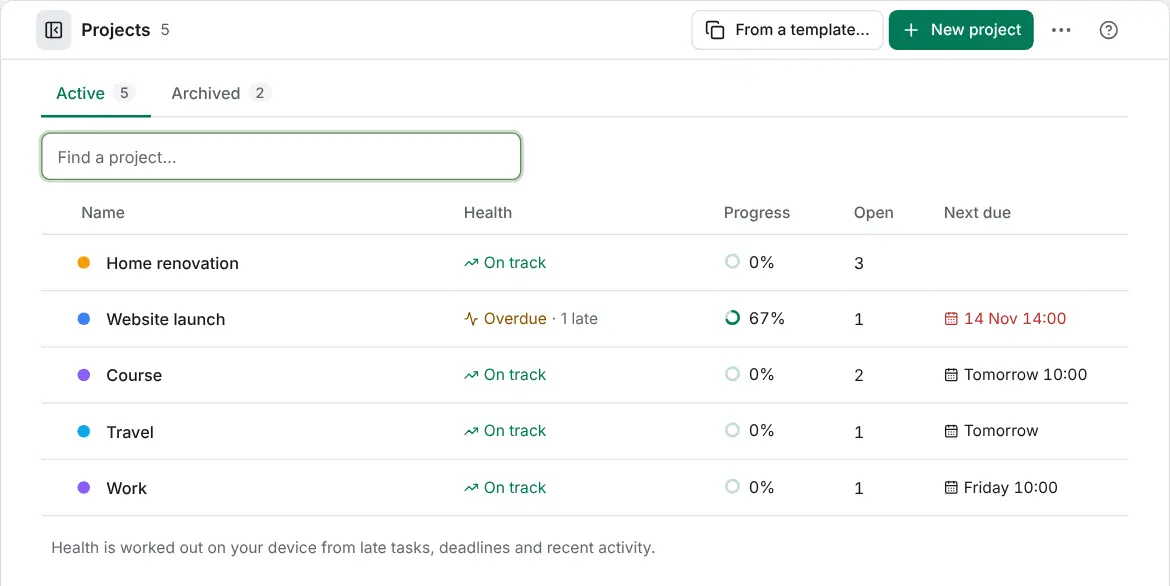 Projects 5 From a template... New project
Active 5 Archived 2
Find a project...
Name Health Progress Open Next due
Home renovation On track 0% 3
Website launch Overdue · 1 late 67% 1 14 Nov 14:00
Course On track 0% 2 Tomorrow 10:00
Travel On track 0% 1 Tomorrow
Work On track 0% 1 Friday 10:00
Health is worked out on your device from late tasks, deadlines and recent activity.